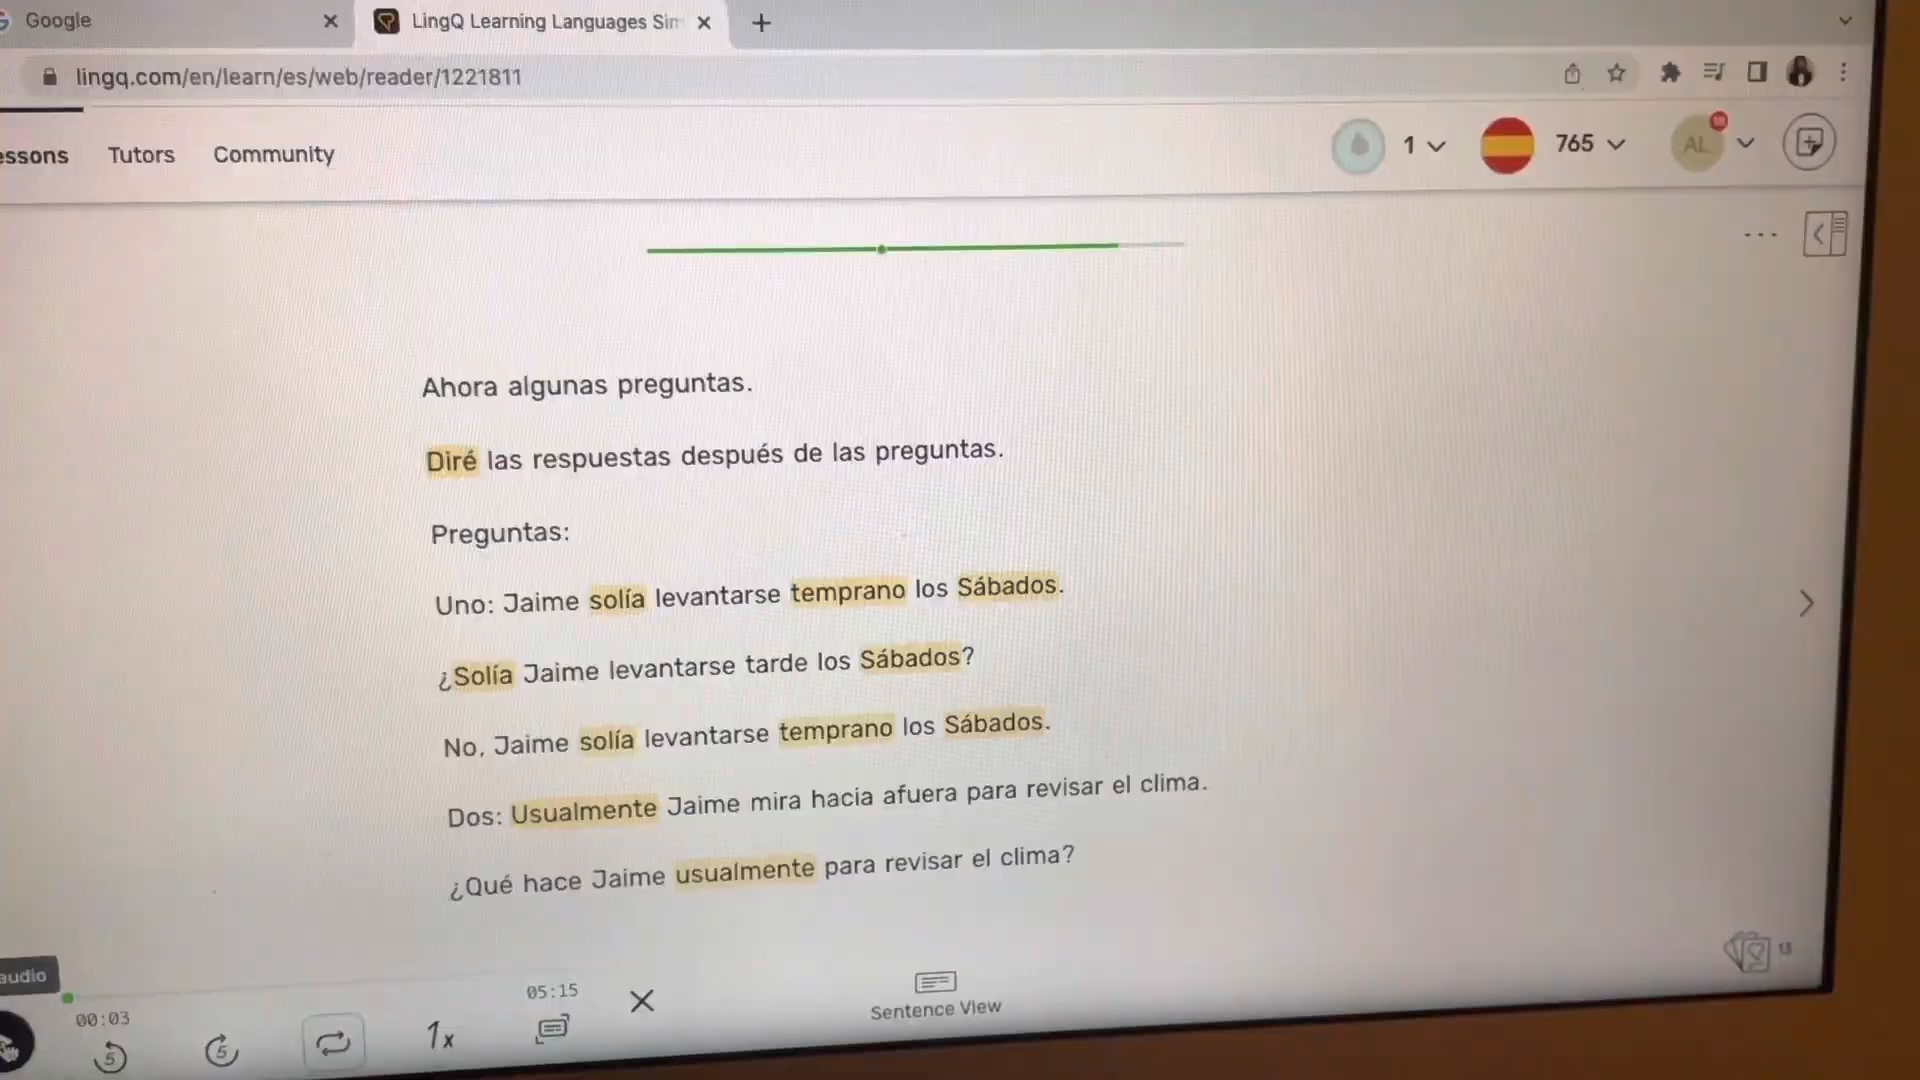 Google
LingQ Learning Languages Sim
lingq.com/en/learn/es/web/reader/1221811
essons Tutors Community 1 765 AL
Ahora algunas preguntas.
Diré las respuestas después de las preguntas.
Preguntas:
Uno: Jaime solía levantarse temprano los Sábados.
¿Solía Jaime levantarse tarde los Sábados?
No, Jaime solía levantarse temprano los Sábados.
Dos: Usualmente Jaime mira hacia afuera para revisar el clima.
¿Qué hace Jaime usualmente para revisar el clima?
audio
00:03
05:15
5
5
1x
Sentence View